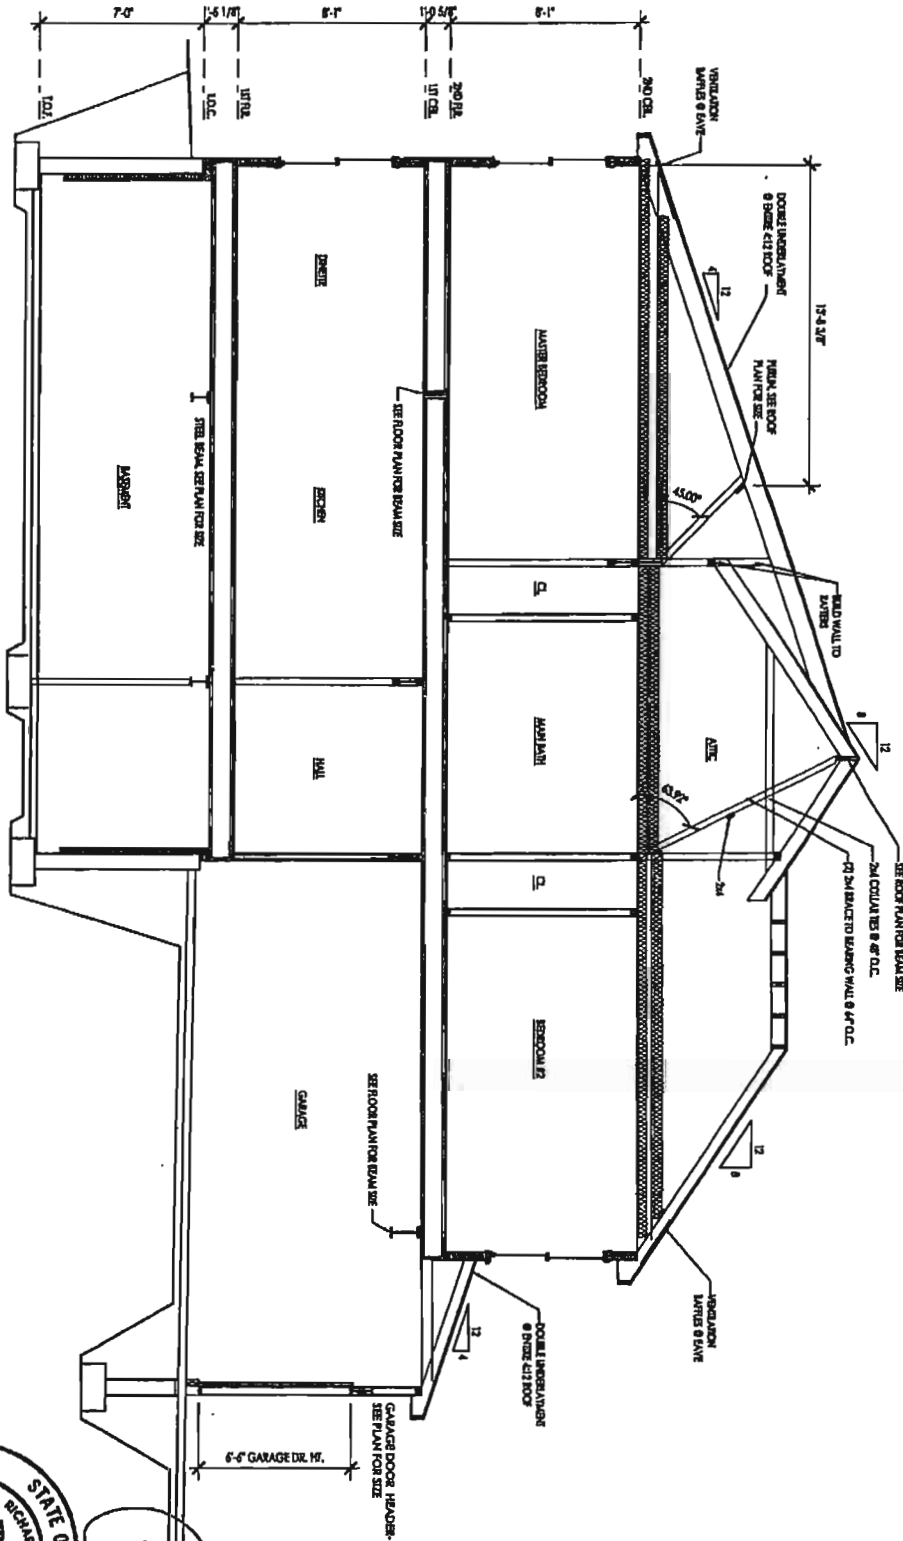 7'-0"
1'-5 1/8"
8'-1"
11-0 5/8"
8'-1"
T.O.F.
T.O.C.
1ST FLR.
1ST CEIL.
2ND FLR.
2ND CEIL.
VENTILATION
BAFFLES @ EAVE
DOUBLE UNDERLAYMENT
@ ENTIRE 4:12 ROOF
13'-8 3/8"
12
4
PURLIN, SEE ROOF
PLAN FOR SIZE
45.00°
BUILD WALL TO
RAFTERS
8
12
SEE ROOF PLAN FOR BEAM SIZE
2x4 COLLAR TIES @ 48" O.C.
(2) 2x4 BRACE TO BEARING WALL @ 64" O.C.
63.92°
2x4
ATTIC
12
8
VENTILATION
BAFFLES @ EAVE
MASTER BEDROOM
CL.
MAIN BATH
CL.
BEDROOM #2
DINETTE
KITCHEN
SEE FLOOR PLAN FOR BEAM SIZE
HALL
STEEL BEAM, SEE PLAN FOR SIZE
BASEMENT
GARAGE
SEE FLOOR PLAN FOR BEAM SIZE
12
4
DOUBLE UNDERLAYMENT
@ ENTIRE 4:12 ROOF
GARAGE DOOR HEADER-
SEE PLAN FOR SIZE
6'-6" GARAGE DR. HT.
STATE O
RICHA